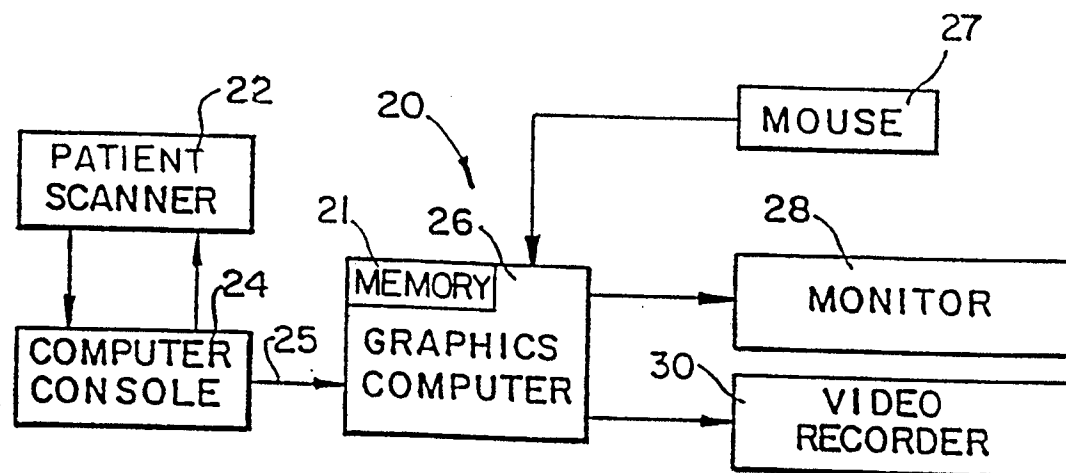 27
MOUSE
22
20
PATIENT
SCANNER
21
26
28
MEMORY
MONITOR
24
COMPUTER
CONSOLE
25
GRAPHICS
COMPUTER
30
VIDEO
RECORDER